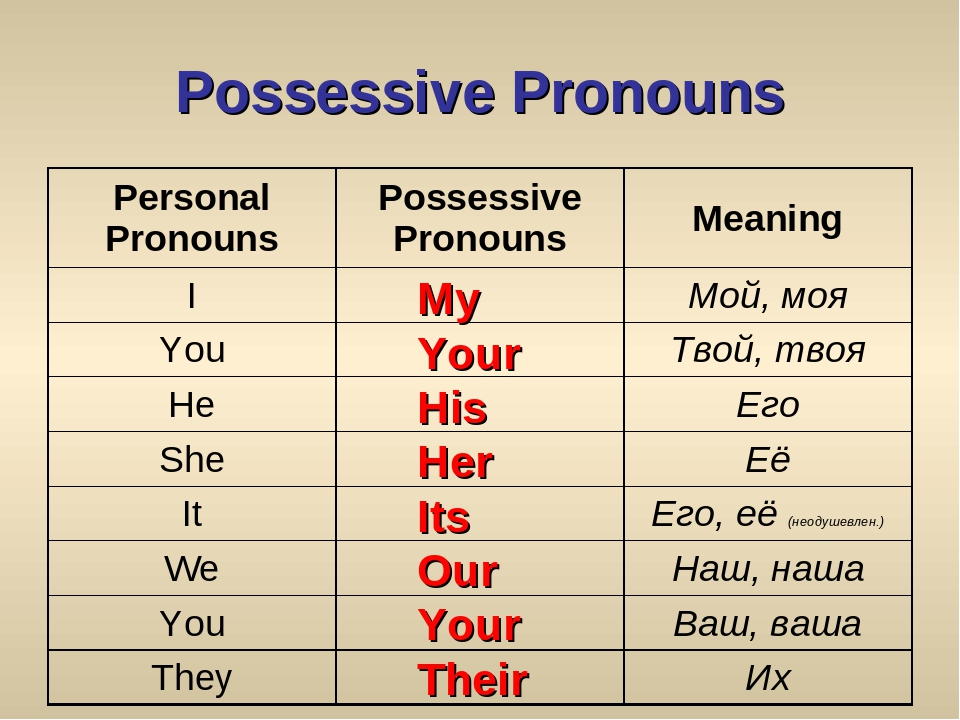 Possessive Pronouns
Personal Pronouns Possessive Pronouns Meaning
I My Мой, моя
You Your Твой, твоя
He His Его
She Her Её
It Its Его, её (неодушевлен.)
We Our Наш, наша
You Your Ваш, ваша
They Their Их